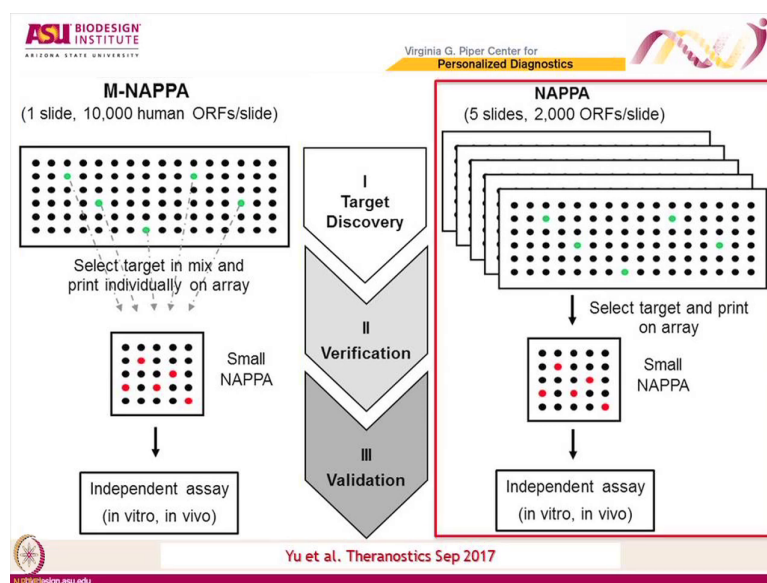 ASU BIODESIGN
INSTITUTE
ARIZONA STATE UNIVERSITY
Virginia G. Piper Center for
Personalized Diagnostics
M-NAPPA
(1 slide, 10,000 human ORFs/slide)
Select target in mix and
print individually on array
Small
NAPPA
Independent assay
(in vitro, in vivo)
I
Target
Discovery
II
Verification
III
Validation
NAPPA
(5 slides, 2,000 ORFs/slide)
Select target and print
on array
Small
NAPPA
Independent assay
(in vitro, in vivo)
Yu et al. Theranostics Sep 2017